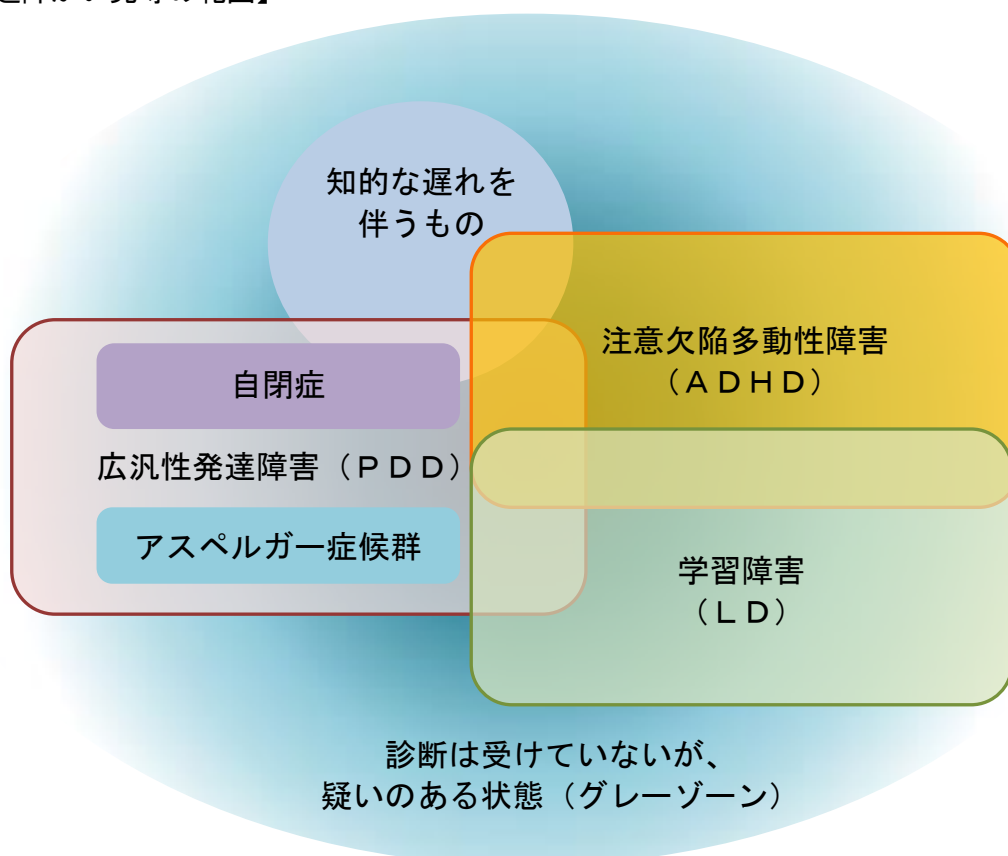 知的な遅れを
伴うもの
注意欠陥多動性障害
（ＡＤＨＤ）
自閉症
広汎性発達障害（ＰＤＤ）
アスペルガー症候群
学習障害
（ＬＤ）
診断は受けていないが、
疑いのある状態（グレーゾーン）